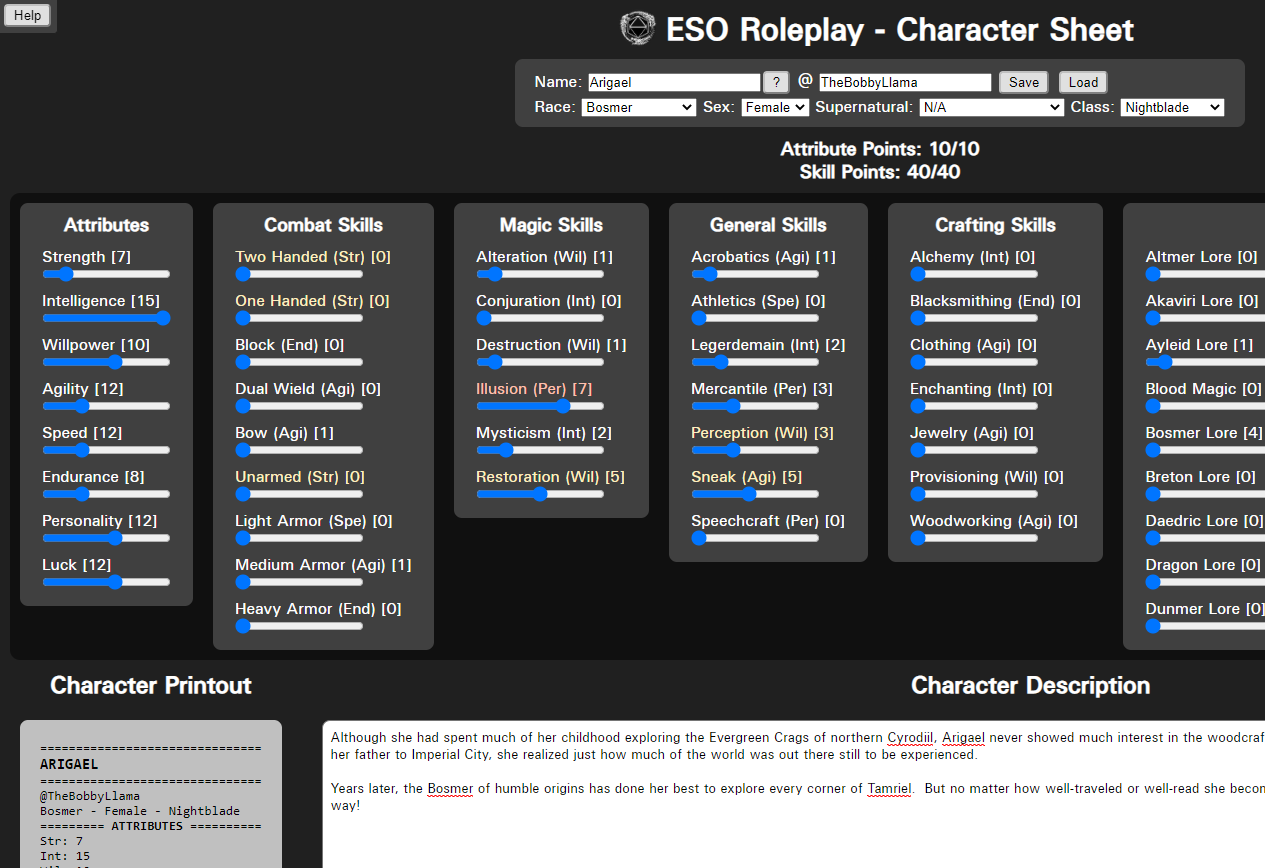 Help
ESO Roleplay - Character Sheet
Name: Arigael ? @ TheBobbyLlama Save Load
Race: Bosmer Sex: Female Supernatural: N/A Class: Nightblade
Attribute Points: 10/10
Skill Points: 40/40
Attributes
Strength [7]
Intelligence [15]
Willpower [10]
Agility [12]
Speed [12]
Endurance [8]
Personality [12]
Luck [12]
Combat Skills
Two Handed (Str) [0]
One Handed (Str) [0]
Block (End) [0]
Dual Wield (Agi) [0]
Bow (Agi) [1]
Unarmed (Str) [0]
Light Armor (Spe) [0]
Medium Armor (Agi) [1]
Heavy Armor (End) [0]
Magic Skills
Alteration (Wil) [1]
Conjuration (Int) [0]
Destruction (Wil) [1]
Illusion (Per) [7]
Mysticism (Int) [2]
Restoration (Wil) [5]
General Skills
Acrobatics (Agi) [1]
Athletics (Spe) [0]
Legerdemain (Int) [2]
Mercantile (Per) [3]
Perception (Wil) [3]
Sneak (Agi) [5]
Speechcraft (Per) [0]
Crafting Skills
Alchemy (Int) [0]
Blacksmithing (End) [0]
Clothing (Agi) [0]
Enchanting (Int) [0]
Jewelry (Agi) [0]
Provisioning (Wil) [0]
Woodworking (Agi) [0]
Altmer Lore [0]
Akaviri Lore [0]
Ayleid Lore [1]
Blood Magic [0]
Bosmer Lore [4]
Breton Lore [0]
Daedric Lore [0]
Dragon Lore [0]
Dunmer Lore [0]
Character Printout
===============================
ARIGAEL
===============================
@TheBobbyLlama
Bosmer - Female - Nightblade
========= ATTRIBUTES ==========
Str: 7
Int: 15
Character Description
Although she had spent much of her childhood exploring the Evergreen Crags of northern Cyrodiil, Arigael never showed much interest in the woodcraf
her father to Imperial City, she realized just how much of the world was out there still to be experienced.
Years later, the Bosmer of humble origins has done her best to explore every corner of Tamriel. But no matter how well-traveled or well-read she becom
way!